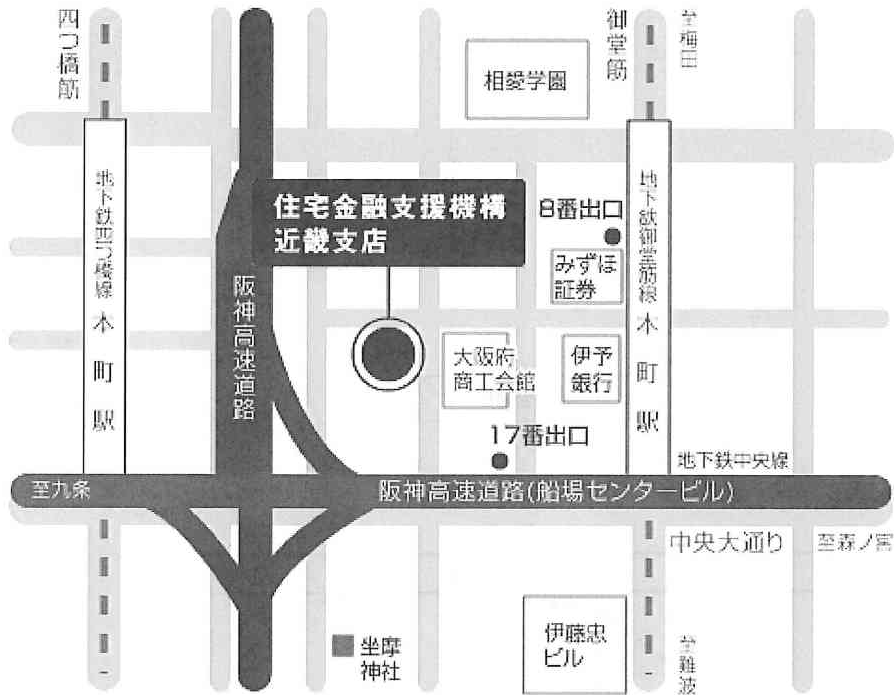 四つ橋筋
御堂筋
至梅田
相愛学園
地下鉄四つ橋線
本町駅
住宅金融支援機構
近畿支店
8番出口
みずほ
証券
地下鉄御堂筋線
本町駅
阪神高速道路
大阪府
商工会館
伊予
銀行
17番出口
地下鉄中央線
至九条
阪神高速道路(船場センタービル)
中央大通り
至森ノ宮
坐摩
神社
伊藤忠
ビル
至難波